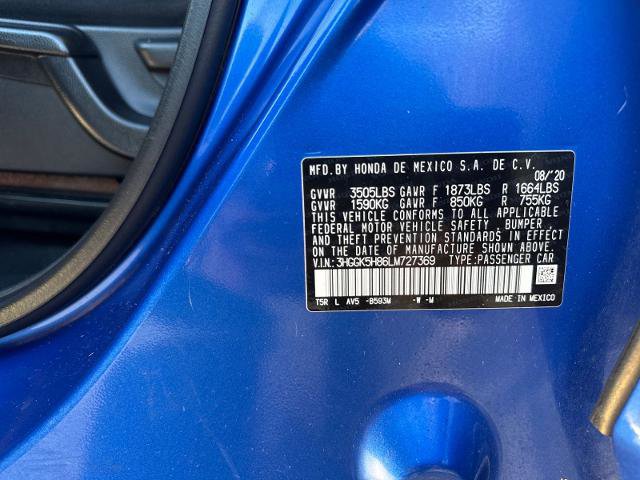 MFD.BY HONDA DE MEXICO S.A. DE C.V.
08/'20
GVWR 3505LBS GAWR F 1873LBS R 1664LBS
GVWR 1590KG GAWR F 850KG R 755KG
THIS VEHICLE CONFORMS TO ALL APPLICABLE
FEDERAL MOTOR VEHICLE SAFETY, BUMPER,
AND THEFT PREVENTION STANDARDS IN EFFECT
ON THE DATE OF MANUFACTURE SHOWN ABOVE.
V.I.N.: 3HGGK5H86LM727369 TYPE:PASSENGER CAR
T5R L AV5 -B593M -W -M MADE IN MEXICO